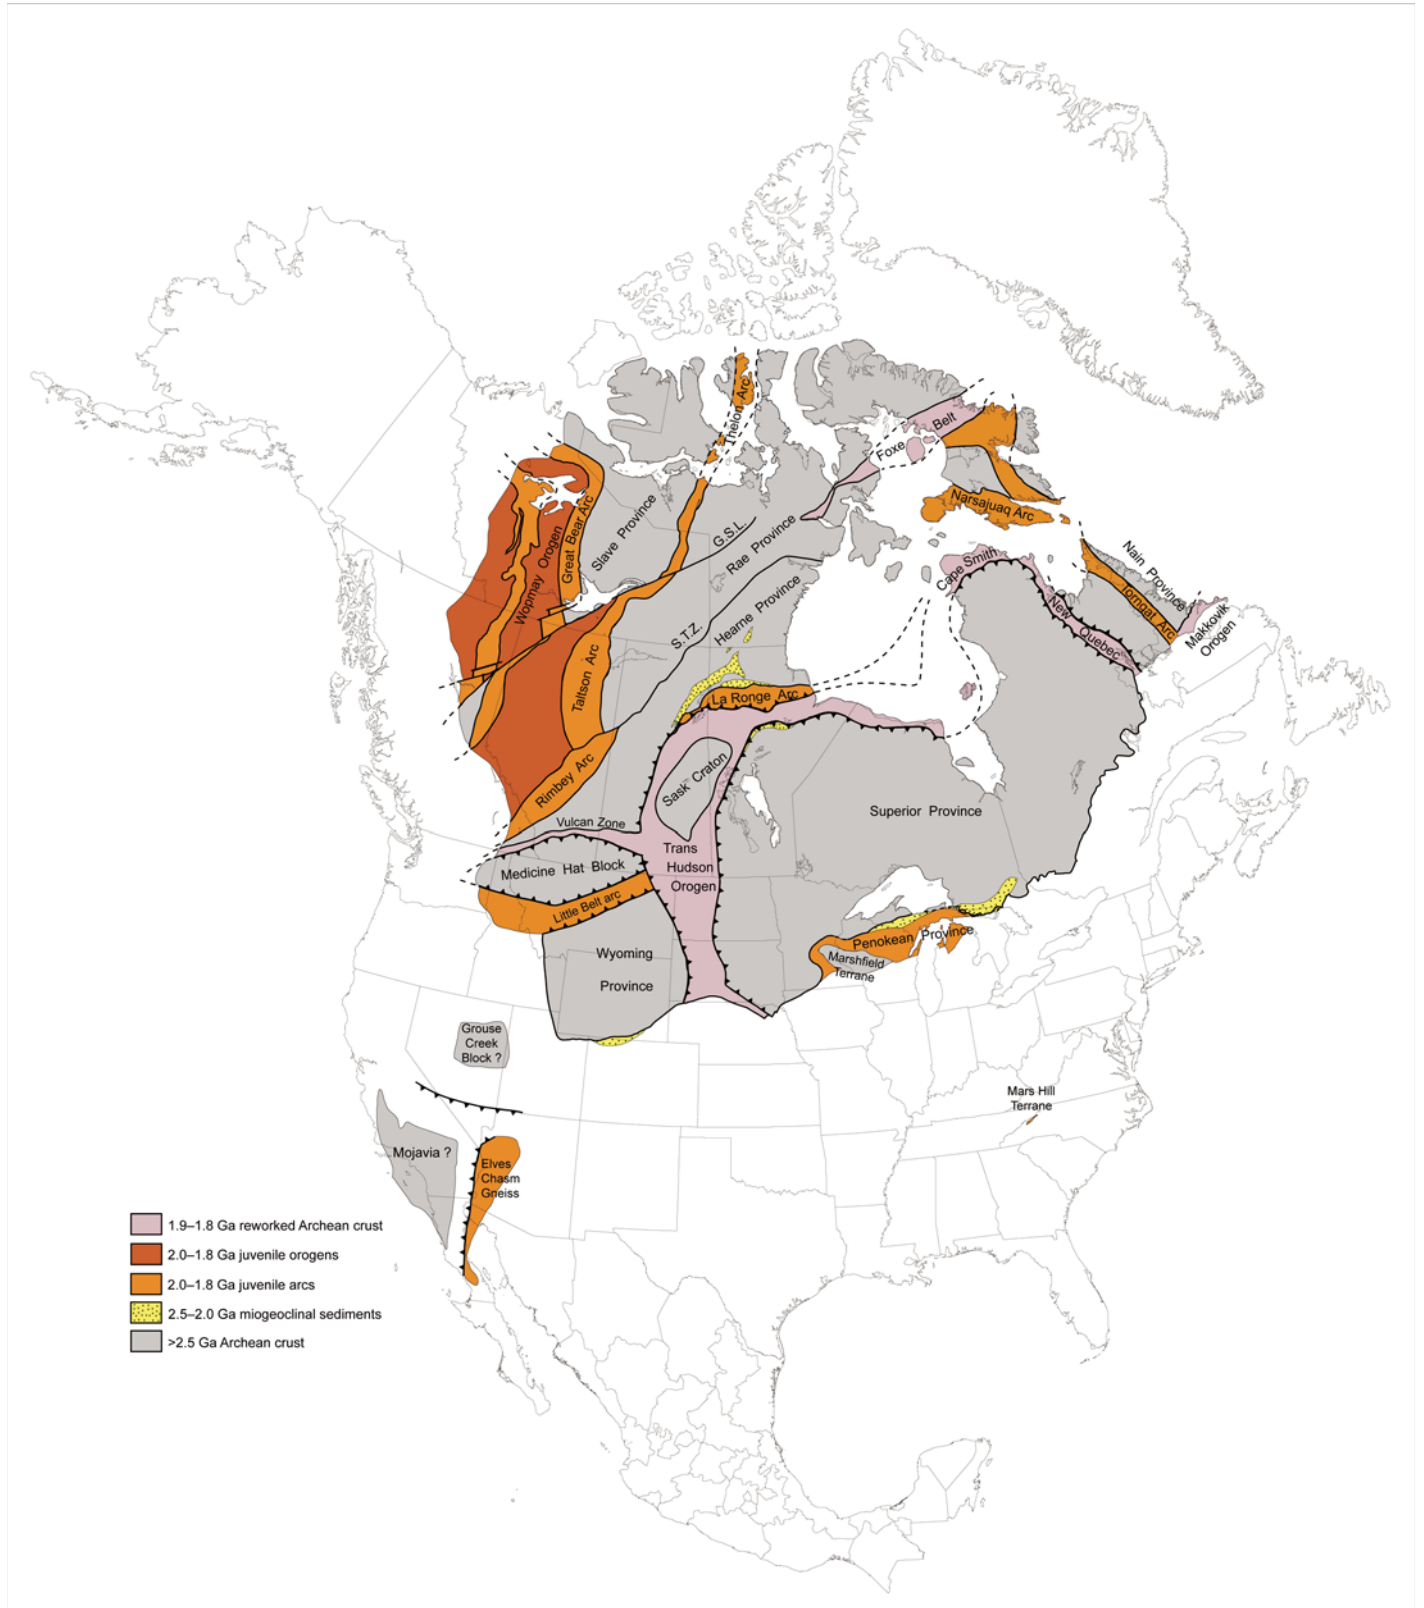 Thelon Arc
Foxe Belt
Narsajuaq Arc
Great Bear Arc
Slave Province
Wopmay Orogen
G.S.L.
Rae Province
Nain Province
Cape Smith
New Quebec
Torngat Arc
Makkovik
Orogen
S.T.Z.
Hearne Province
Taltson Arc
La Ronge Arc
Rimbey Arc
Sask Craton
Superior Province
Vulcan Zone
Trans
Hudson
Orogen
Medicine Hat Block
Little Belt arc
Penokean Province
Marshfield
Terrane
Wyoming
Province
Grouse
Creek
Block ?
Mars Hill
Terrane
Mojavia ?
Elves
Chasm
Gneiss
1.9–1.8 Ga reworked Archean crust
2.0–1.8 Ga juvenile orogens
2.0–1.8 Ga juvenile arcs
2.5–2.0 Ga miogeoclinal sediments
>2.5 Ga Archean crust